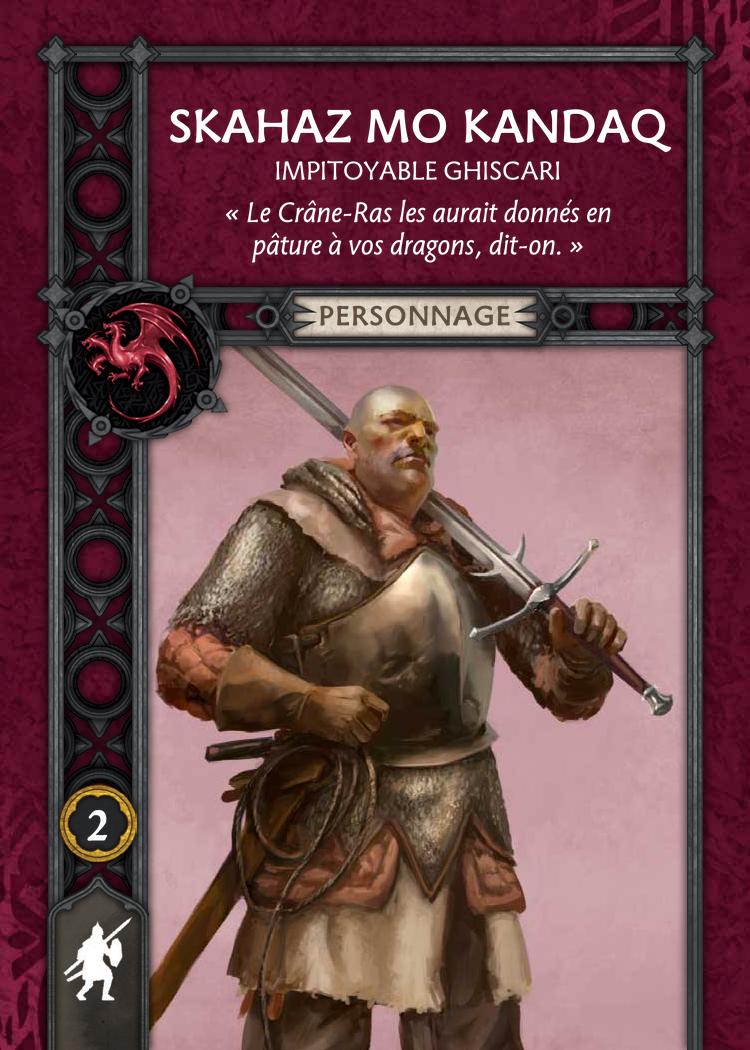 SKAHAZ MO KANDAQ
IMPITOYABLE GHISCARI
« Le Crâne-Ras les aurait donnés en
pâture à vos dragons, dit-on. »
PERSONNAGE
2